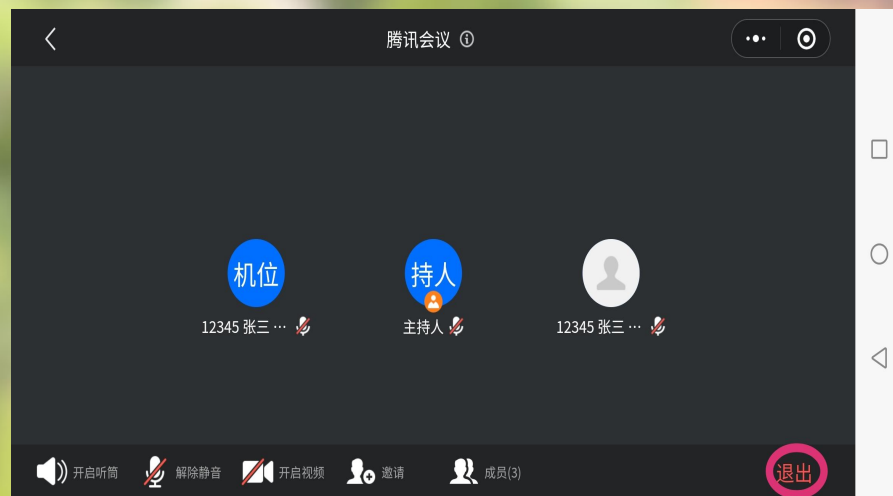 腾讯会议
机位
持人
12345 张三 …
主持人
12345 张三 …
开启听筒
解除静音
开启视频
邀请
成员(3)
退出